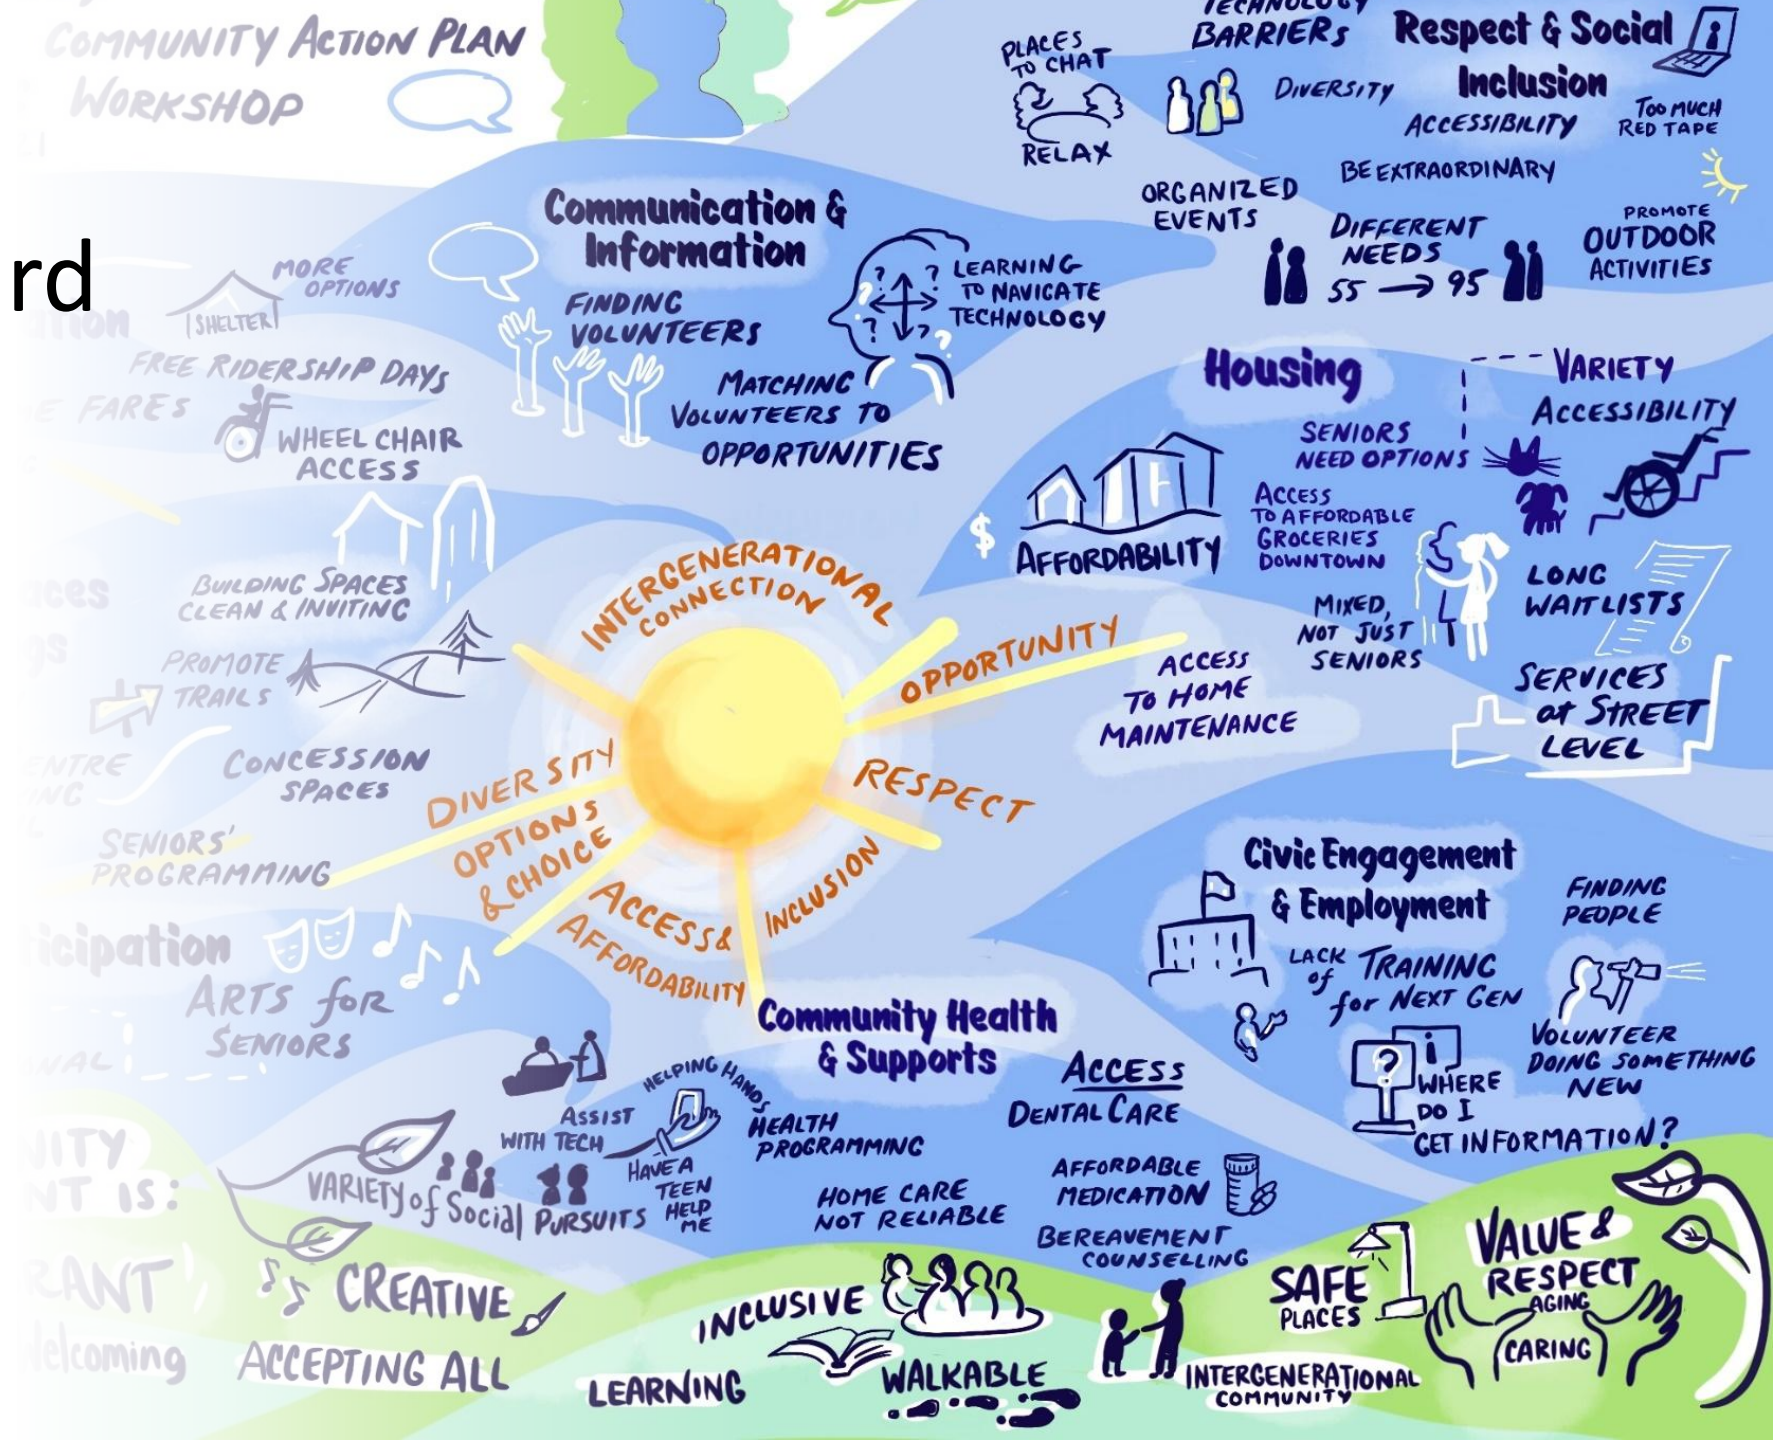 COMMUNITY ACTION PLAN
WORKSHOP
rd
TECHNOLOGY
BARRIERS
Respect & Social
Inclusion
PLACES
TO CHAT
RELAX
DIVERSITY
ACCESSIBILITY
TOO MUCH
RED TAPE
BE EXTRAORDINARY
ORGANIZED
EVENTS
DIFFERENT
NEEDS
55 → 95
PROMOTE
OUTDOOR
ACTIVITIES
Communication &
Information
FINDING
VOLUNTEERS
? ? ? ? ?
LEARNING
TO NAVIGATE
TECHNOLOGY
MATCHING
VOLUNTEERS TO
OPPORTUNITIES
MORE
OPTIONS
SHELTER
FREE RIDERSHIP DAYS
FARES
WHEEL CHAIR
ACCESS
BUILDING SPACES
CLEAN & INVITING
PROMOTE
TRAILS
CONCESSION
SPACES
SENIORS'
PROGRAMMING
Housing
VARIETY
ACCESSIBILITY
SENIORS
NEED OPTIONS
$
AFFORDABILITY
ACCESS
TO AFFORDABLE
GROCERIES
DOWNTOWN
MIXED,
NOT JUST
SENIORS
LONG
WAITLISTS
ACCESS
TO HOME
MAINTENANCE
SERVICES
at STREET
LEVEL
INTERGENERATIONAL
CONNECTION
OPPORTUNITY
RESPECT
INCLUSION
ACCESS &
AFFORDABILITY
OPTIONS
& CHOICE
DIVERSITY
ARTS for
SENIORS
Civic Engagement
& Employment
FINDING
PEOPLE
LACK
of TRAINING
for NEXT GEN
VOLUNTEER
DOING SOMETHING
NEW
?
i
WHERE
DO I
GET INFORMATION?
Community Health
& Supports
HELPING HANDS
ASSIST
WITH TECH
HAVE A
TEEN
HELP
ME
HEALTH
PROGRAMMING
ACCESS
DENTAL CARE
AFFORDABLE
MEDICATION
HOME CARE
NOT RELIABLE
BEREAVEMENT
COUNSELLING
VARIETY of Social PURSUITS
NT IS:
CREATIVE
Welcoming
ACCEPTING ALL
INCLUSIVE
LEARNING
WALKABLE
INTERGENERATIONAL
COMMUNITY
SAFE
PLACES
VALUE &
RESPECT
AGING
CARING